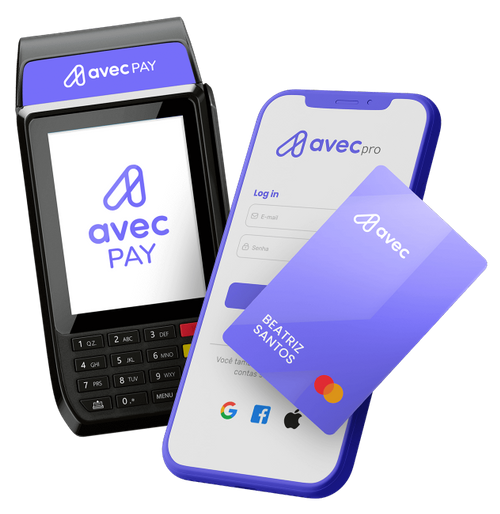 avec PAY
avec
PAY
1 QZ.
2 ABC
3 DEF
4 GHI
5 JKL
6 MNO
7 PRS
8 TUV
9 WXY
0 .+
MENU
avec pro
Log in
E-mail
Senha
Você
contas
avec
BEATRIZ
SANTOS